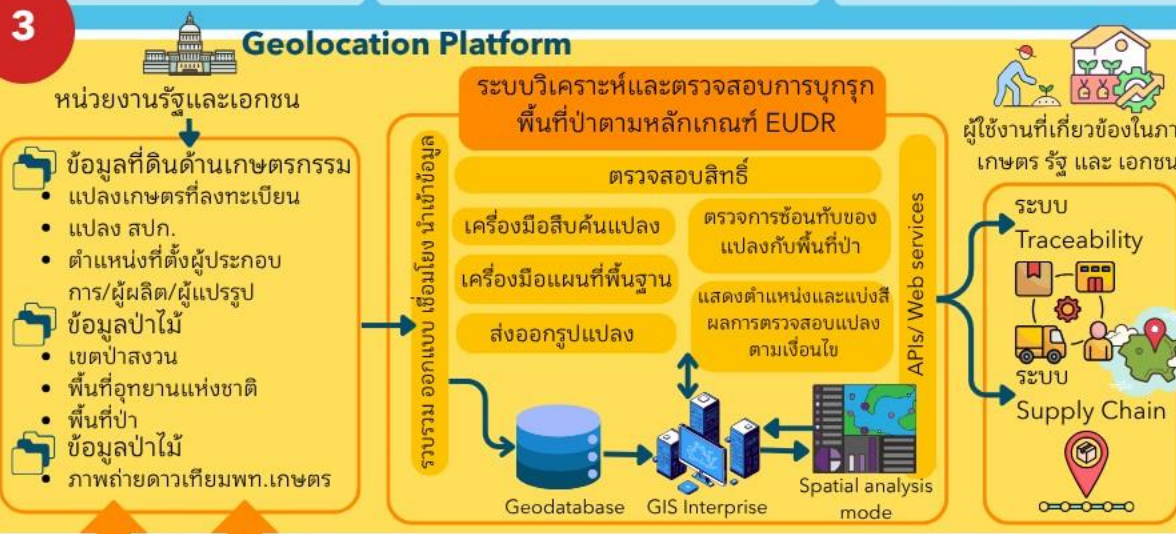 3
Geolocation Platform
หน่วยงานรัฐและเอกชน
ข้อมูลที่ดินด้านเกษตรกรรม
• แปลงเกษตรที่ลงทะเบียน
• แปลง สปก.
• ตำแหน่งที่ตั้งผู้ประกอบ
การ/ผู้ผลิต/ผู้แปรรูป
ข้อมูลป่าไม้
• เขตป่าสงวน
• พื้นที่อุทยานแห่งชาติ
• พื้นที่ป่า
ข้อมูลป่าไม้
• ภาพถ่ายดาวเทียมพท.เกษตร
รวบรวม ออกแบบ เชื่อมโยง นำเข้าข้อมูล
ระบบวิเคราะห์และตรวจสอบการบุกรุก
พื้นที่ป่าตามหลักเกณฑ์ EUDR
ตรวจสอบสิทธิ์
เครื่องมือสืบค้นแปลง
เครื่องมือแผนที่พื้นฐาน
ส่งออกรูปแปลง
ตรวจการซ้อนทับของ
แปลงกับพื้นที่ป่า
แสดงตำแหน่งและแบ่งสี
ผลการตรวจสอบแปลง
ตามเงื่อนไข
Geodatabase
GIS Interprise
Spatial analysis
mode
APIs/ Web services
ผู้ใช้งานที่เกี่ยวข้องในภา
เกษตร รัฐ และ เอกชน
ระบบ
Traceability
ระบบ
Supply Chain